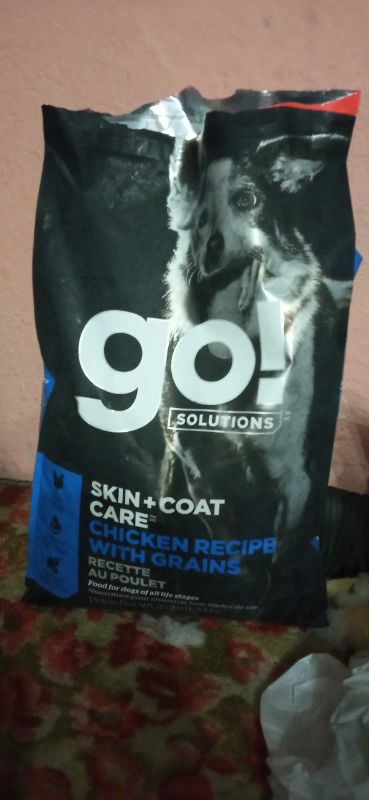 go!
SOLUTIONS
SKIN + COAT
CARE
CHICKEN RECIPE
WITH GRAINS
RECETTE
AU POULET
Food for dogs of all life stages